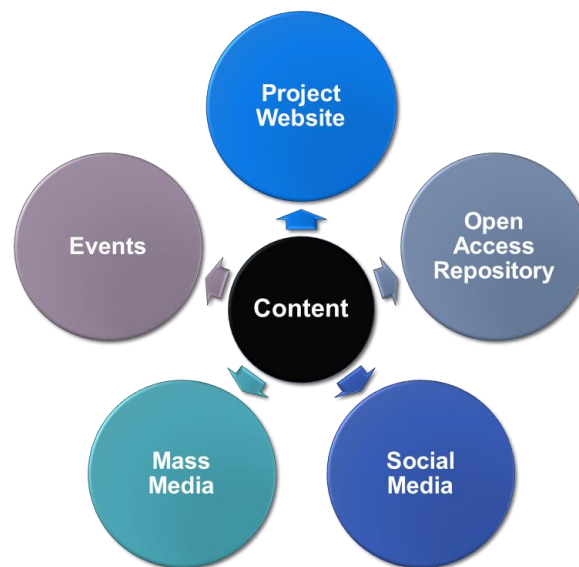 Project
Website
Events
Open
Access
Repository
Content
Mass
Media
Social
Media